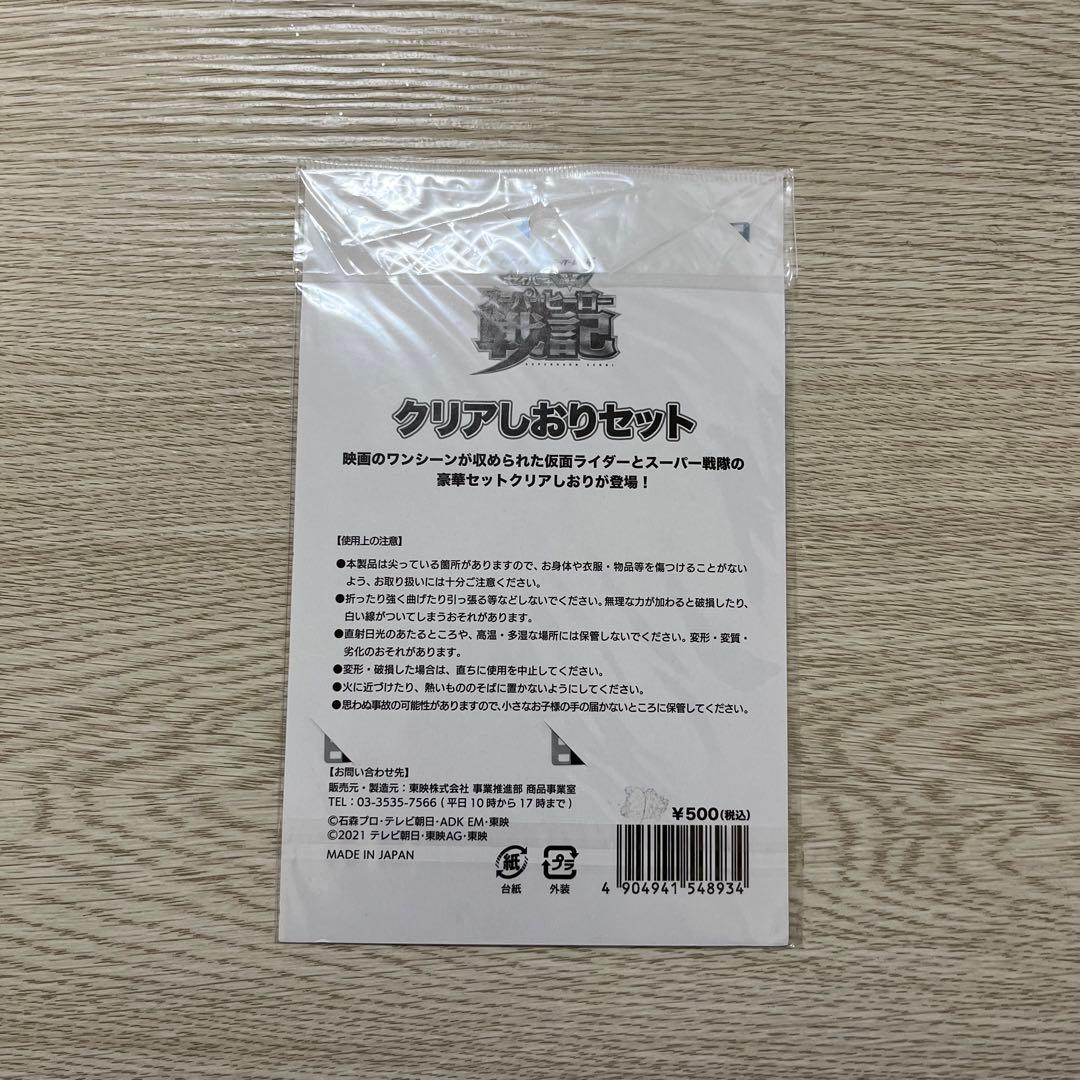 スーパーヒーロー
戦記
SUPERHERO SENKI
クリアしおりセット
映画のワンシーンが収められた仮面ライダーとスーパー戦隊の
豪華セットクリアしおりが登場！
【使用上の注意】
●本製品は尖っている箇所がありますので、お身体や衣服・物品等を傷つけることがない
よう、お取り扱いには十分ご注意ください。
●折ったり強く曲げたり引っ張る等などしないでください。無理な力が加わると破損したり、
白い線がついてしまうおそれがあります。
●直射日光のあたるところや、高温・多湿な場所には保管しないでください。変形・変質・
劣化のおそれがあります。
●変形・破損した場合は、直ちに使用を中止してください。
●火に近づけたり、熱いもののそばに置かないようにしてください。
●思わぬ事故の可能性がありますので、小さなお子様の手の届かないところに保管してください。
【お問い合わせ先】
販売元・製造元：東映株式会社 事業推進部 商品事業室
TEL：03-3535-7566（平日10時から17時まで）
©石森プロ・テレビ朝日・ADK EM・東映
©2021 テレビ朝日・東映AG・東映
MADE IN JAPAN
紙
台紙
プラ
外装
¥500(税込)
4 904941 548934